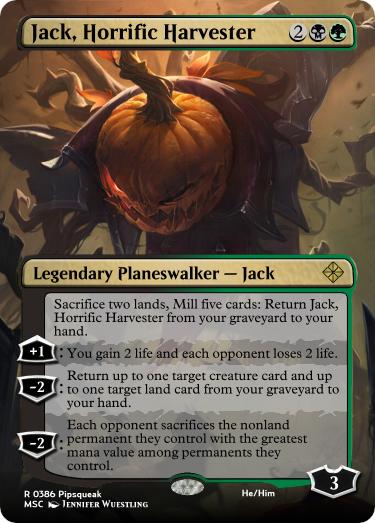 Jack, Horrific Harvester 2
Legendary Planeswalker — Jack
Sacrifice two lands, Mill five cards: Return Jack,
Horrific Harvester from your graveyard to your
hand.
+1 : You gain 2 life and each opponent loses 2 life.
Return up to one target creature card and up
-2 : to one target land card from your graveyard to
your hand.
Each opponent sacrifices the nonland
-2 : permanent they control with the greatest
mana value among permanents they
control.
3
R 0386 Pipsqueak He/Him
MSC Jennifer Wuestling